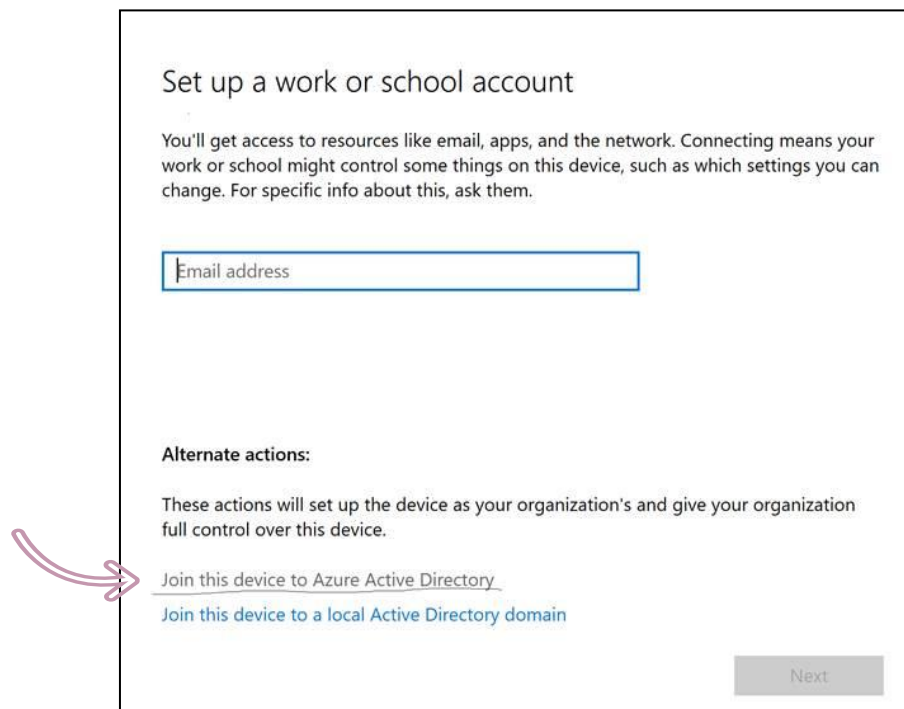 Set up a work or school account
You'll get access to resources like email, apps, and the network. Connecting means your
work or school might control some things on this device, such as which settings you can
change. For specific info about this, ask them.
Email address
Alternate actions:
These actions will set up the device as your organization's and give your organization
full control over this device.
Join this device to Azure Active Directory
Join this device to a local Active Directory domain
Next